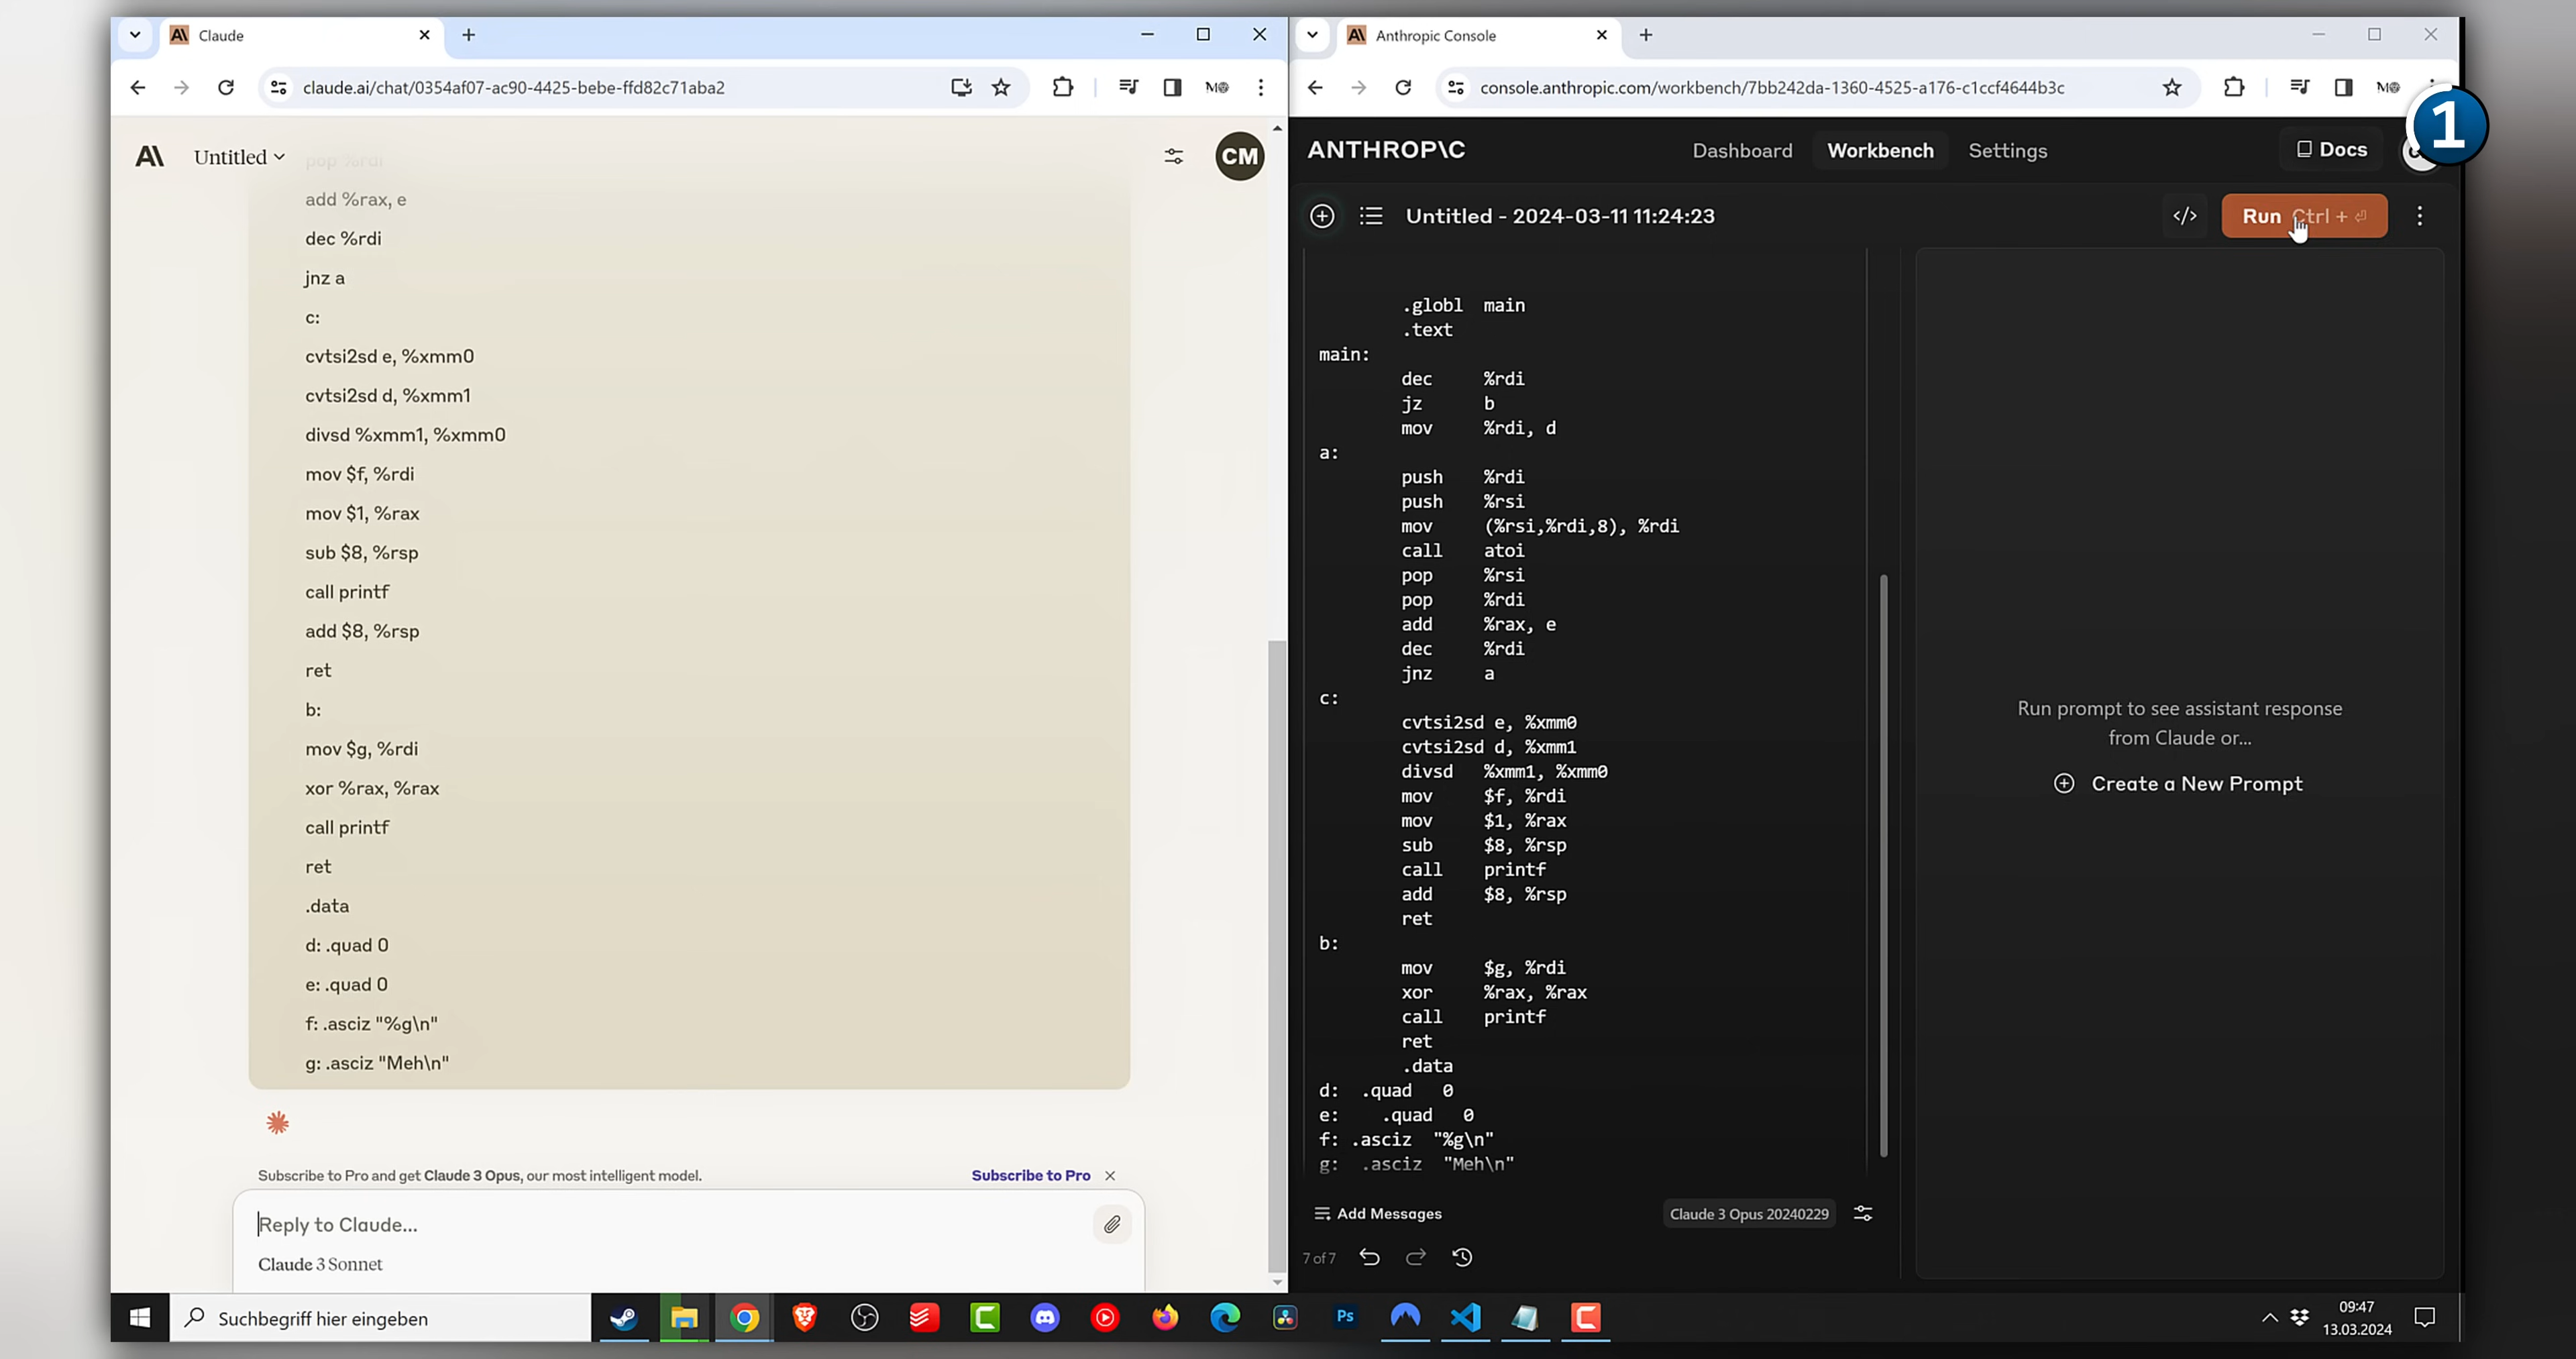 Claude
claude.ai/chat/0354af07-ac90-4425-bebe-ffd82c71aba2
Untitled
CM
pop %rdi
add %rax, e
dec %rdi
jnz a
c:
cvtsi2sd e, %xmm0
cvtsi2sd d, %xmm1
divsd %xmm1, %xmm0
mov $f, %rdi
mov $1, %rax
sub $8, %rsp
call printf
add $8, %rsp
ret
b:
mov $g, %rdi
xor %rax, %rax
call printf
ret
.data
d: .quad 0
e: .quad 0
f: .asciz "%g\n"
g: .asciz "Meh\n"
Subscribe to Pro and get Claude 3 Opus, our most intelligent model. Subscribe to Pro
Reply to Claude...
Claude 3 Sonnet
Anthropic Console
console.anthropic.com/workbench/7bb242da-1360-4525-a176-c1ccf4644b3c
1
ANTHROP\C Dashboard Workbench Settings Docs
Untitled - 2024-03-11 11:24:23 </> Run Ctrl +
.globl main
.text
main:
dec %rdi
jz b
mov %rdi, d
a:
push %rdi
push %rsi
mov (%rsi,%rdi,8), %rdi
call atoi
pop %rsi
pop %rdi
add %rax, e
dec %rdi
jnz a
c:
cvtsi2sd e, %xmm0
cvtsi2sd d, %xmm1
divsd %xmm1, %xmm0
mov $f, %rdi
mov $1, %rax
sub $8, %rsp
call printf
add $8, %rsp
ret
b:
mov $g, %rdi
xor %rax, %rax
call printf
ret
.data
d: .quad 0
e: .quad 0
f: .asciz "%g\n"
g: .asciz "Meh\n"
Add Messages Claude 3 Opus 20240229
7 of 7
Run prompt to see assistant response
from Claude or...
Create a New Prompt
Suchbegriff hier eingeben
Ps
09:47
13.03.2024